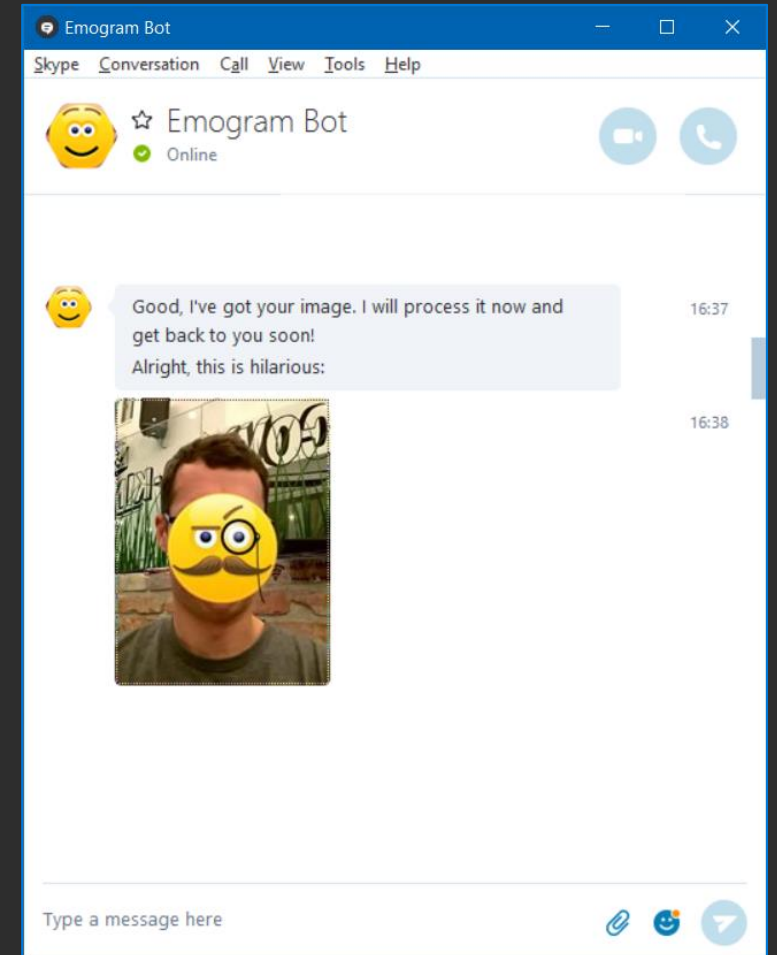 Emogram Bot
Skype Conversation Call View Tools Help
Emogram Bot
Online
Good, I've got your image. I will process it now and
get back to you soon!
Alright, this is hilarious:
16:37
16:38
Type a message here